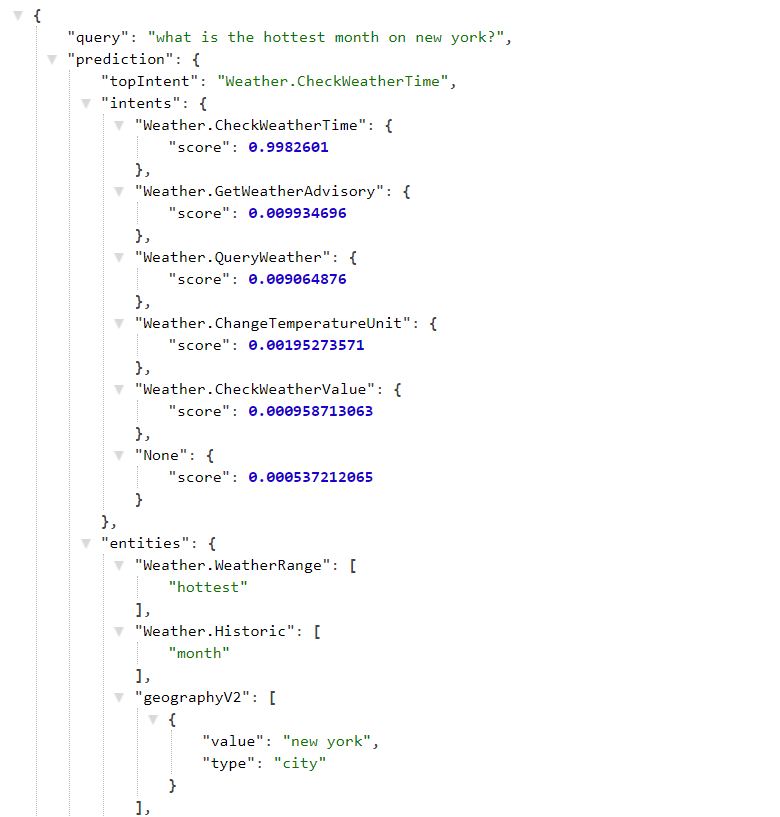 {
"query": "what is the hottest month on new york?",
"prediction": {
"topIntent": "Weather.CheckWeatherTime",
"intents": {
"Weather.CheckWeatherTime": {
"score": 0.9982601
},
"Weather.GetWeatherAdvisory": {
"score": 0.009934696
},
"Weather.QueryWeather": {
"score": 0.009064876
},
"Weather.ChangeTemperatureUnit": {
"score": 0.00195273571
},
"Weather.CheckWeatherValue": {
"score": 0.000958713063
},
"None": {
"score": 0.000537212065
}
},
"entities": {
"Weather.WeatherRange": [
"hottest"
],
"Weather.Historic": [
"month"
],
"geographyV2": [
{
"value": "new york",
"type": "city"
}
],